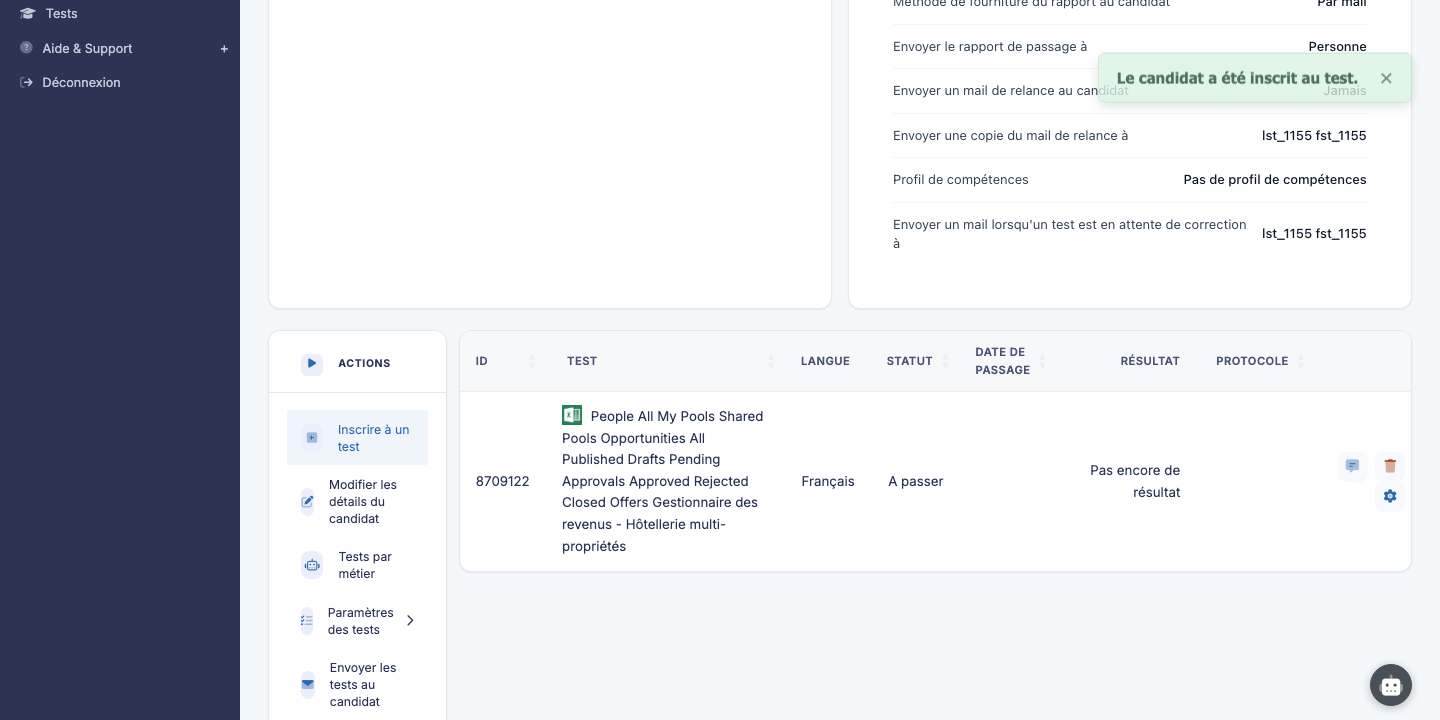 Tests
Aide & Support
+
Déconnexion
Méthode de fourniture du rapport au candidat
Par mail
Envoyer le rapport de passage à
Personne
Le candidat a été inscrit au test.
Envoyer un mail de relance au candidat
Jamais
Envoyer une copie du mail de relance à
lst_1155 fst_1155
Profil de compétences
Pas de profil de compétences
Envoyer un mail lorsqu'un test est en attente de correction
à
lst_1155 fst_1155
ACTIONS
Inscrire à un
test
Modifier les
détails du
candidat
Tests par
métier
Paramètres
des tests
Envoyer les
tests au
candidat
ID
TEST
LANGUE
STATUT
DATE DE
PASSAGE
RÉSULTAT
PROTOCOLE
8709122
People All My Pools Shared
Pools Opportunities All
Published Drafts Pending
Approvals Approved Rejected
Closed Offers Gestionnaire des
revenus - Hôtellerie multi-
propriétés
Français
A passer
Pas encore de
résultat